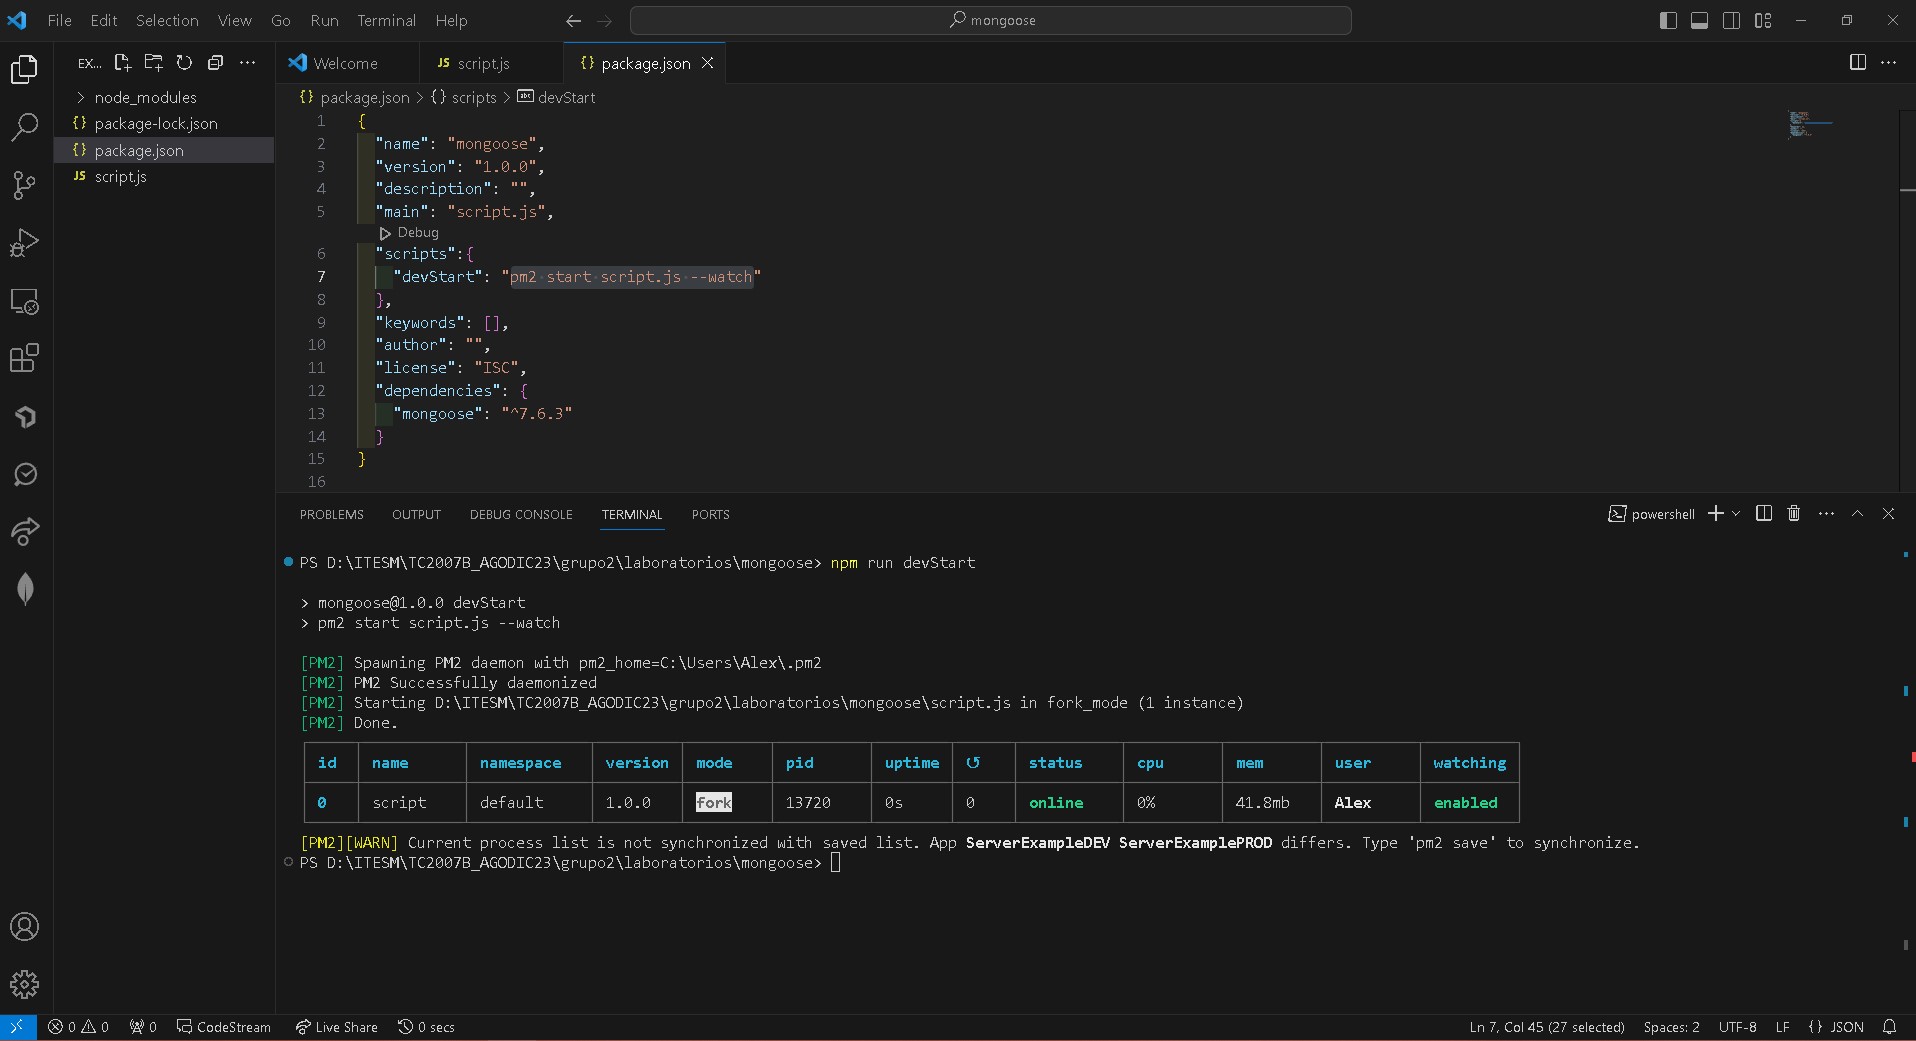 File Edit Selection View Go Run Terminal Help
mongoose
EX...
Welcome
JS script.js
{} package.json
{} package.json > {} scripts > abc devStart
node_modules
{} package-lock.json
{} package.json
JS script.js
1 {
2 "name": "mongoose",
3 "version": "1.0.0",
4 "description": "",
5 "main": "script.js",
Debug
6 "scripts":{
7 "devStart": "pm2 start script.js --watch"
8 },
9 "keywords": [],
10 "author": "",
11 "license": "ISC",
12 "dependencies": {
13 "mongoose": "^7.6.3"
14 }
15 }
16
PROBLEMS OUTPUT DEBUG CONSOLE TERMINAL PORTS
powershell
PS D:\ITESM\TC2007B_AGODIC23\grupo2\laboratorios\mongoose> npm run devStart
> mongoose@1.0.0 devStart
> pm2 start script.js --watch
[PM2] Spawning PM2 daemon with pm2_home=C:\Users\Alex\.pm2
[PM2] PM2 Successfully daemonized
[PM2] Starting D:\ITESM\TC2007B_AGODIC23\grupo2\laboratorios\mongoose\script.js in fork_mode (1 instance)
[PM2] Done.
id name namespace version mode pid uptime ↺ status cpu mem user watching
0 script default 1.0.0 fork 13720 0s 0 online 0% 41.8mb Alex enabled
[PM2][WARN] Current process list is not synchronized with saved list. App ServerExampleDEV ServerExamplePROD differs. Type 'pm2 save' to synchronize.
PS D:\ITESM\TC2007B_AGODIC23\grupo2\laboratorios\mongoose>
0 0 0 CodeStream Live Share 0 secs Ln 7, Col 45 (27 selected) Spaces: 2 UTF-8 LF {} JSON